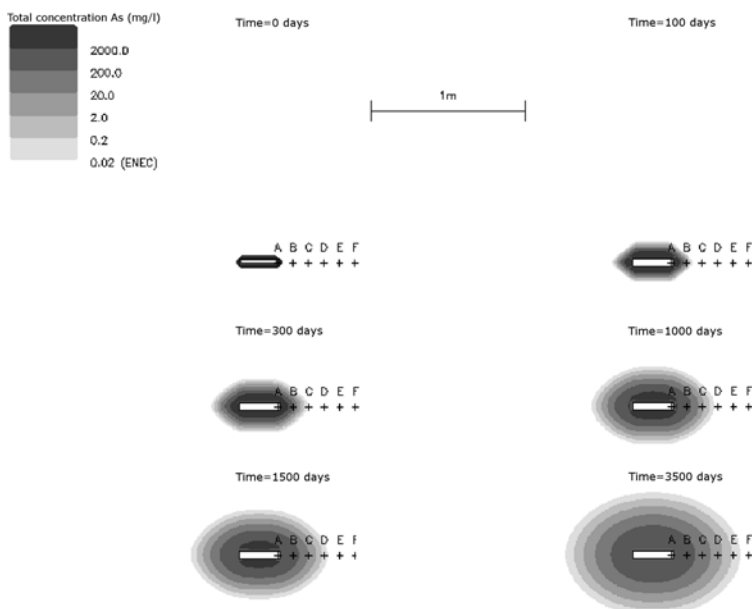 Total concentration As (mg/l)
2000.0
200.0
20.0
2.0
0.2
0.02 (ENEC)
Time=0 days
Time=100 days
1m
A B C D E F
A B C D E F
Time=300 days
Time=1000 days
A B C D E F
A B C D E F
Time=1500 days
Time=3500 days
A B C D E F
A B C D E F